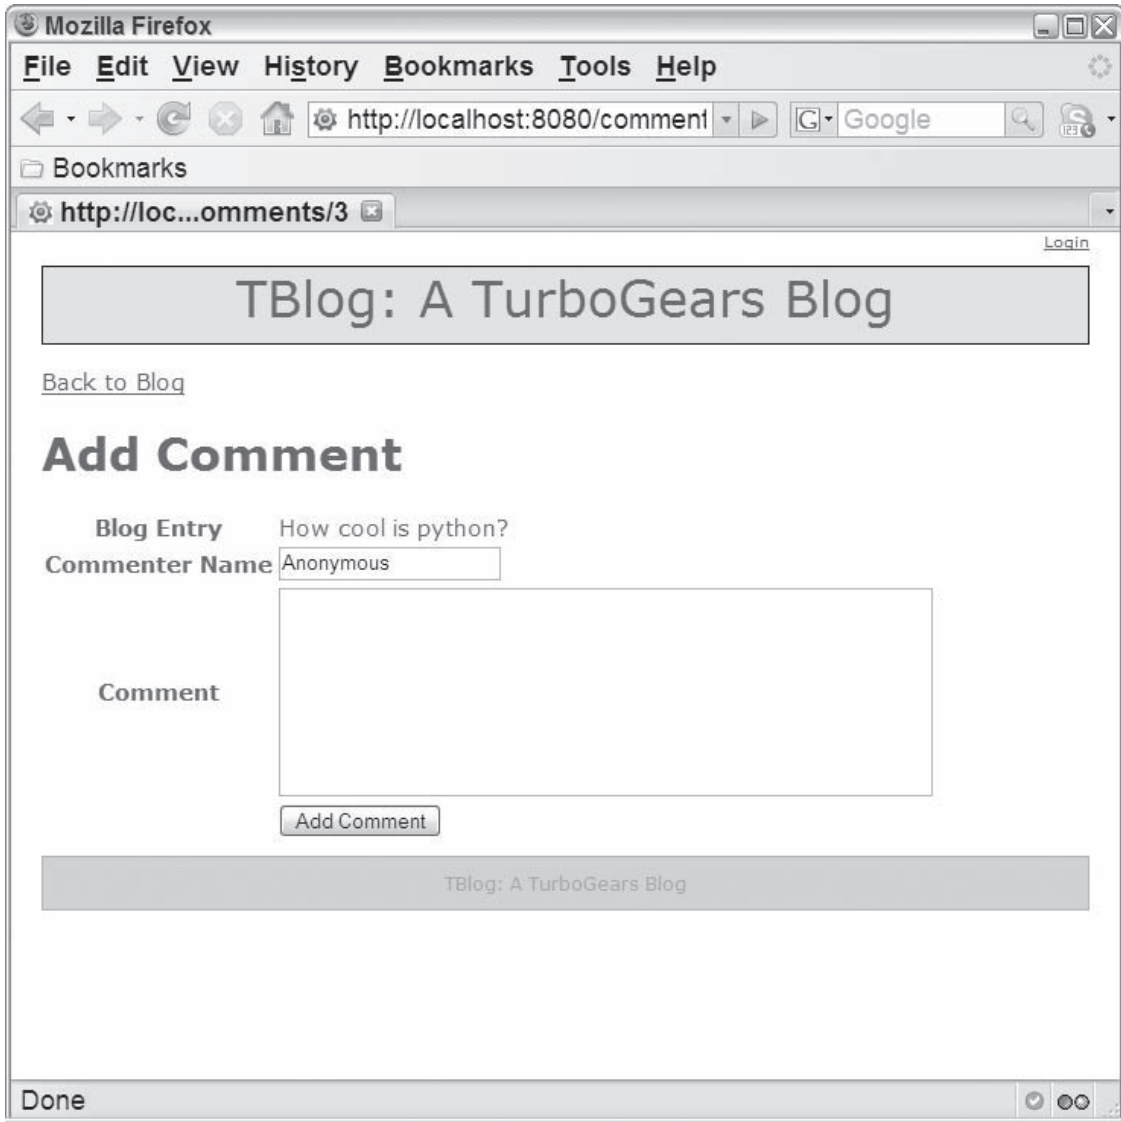 Mozilla Firefox
File Edit View History Bookmarks Tools Help
http://localhost:8080/comment
G Google
Bookmarks
http://loc...omments/3
Login
TBlog: A TurboGears Blog
Back to Blog
Add Comment
Blog Entry How cool is python?
Commenter Name Anonymous
Comment
Add Comment
TBlog: A TurboGears Blog
Done